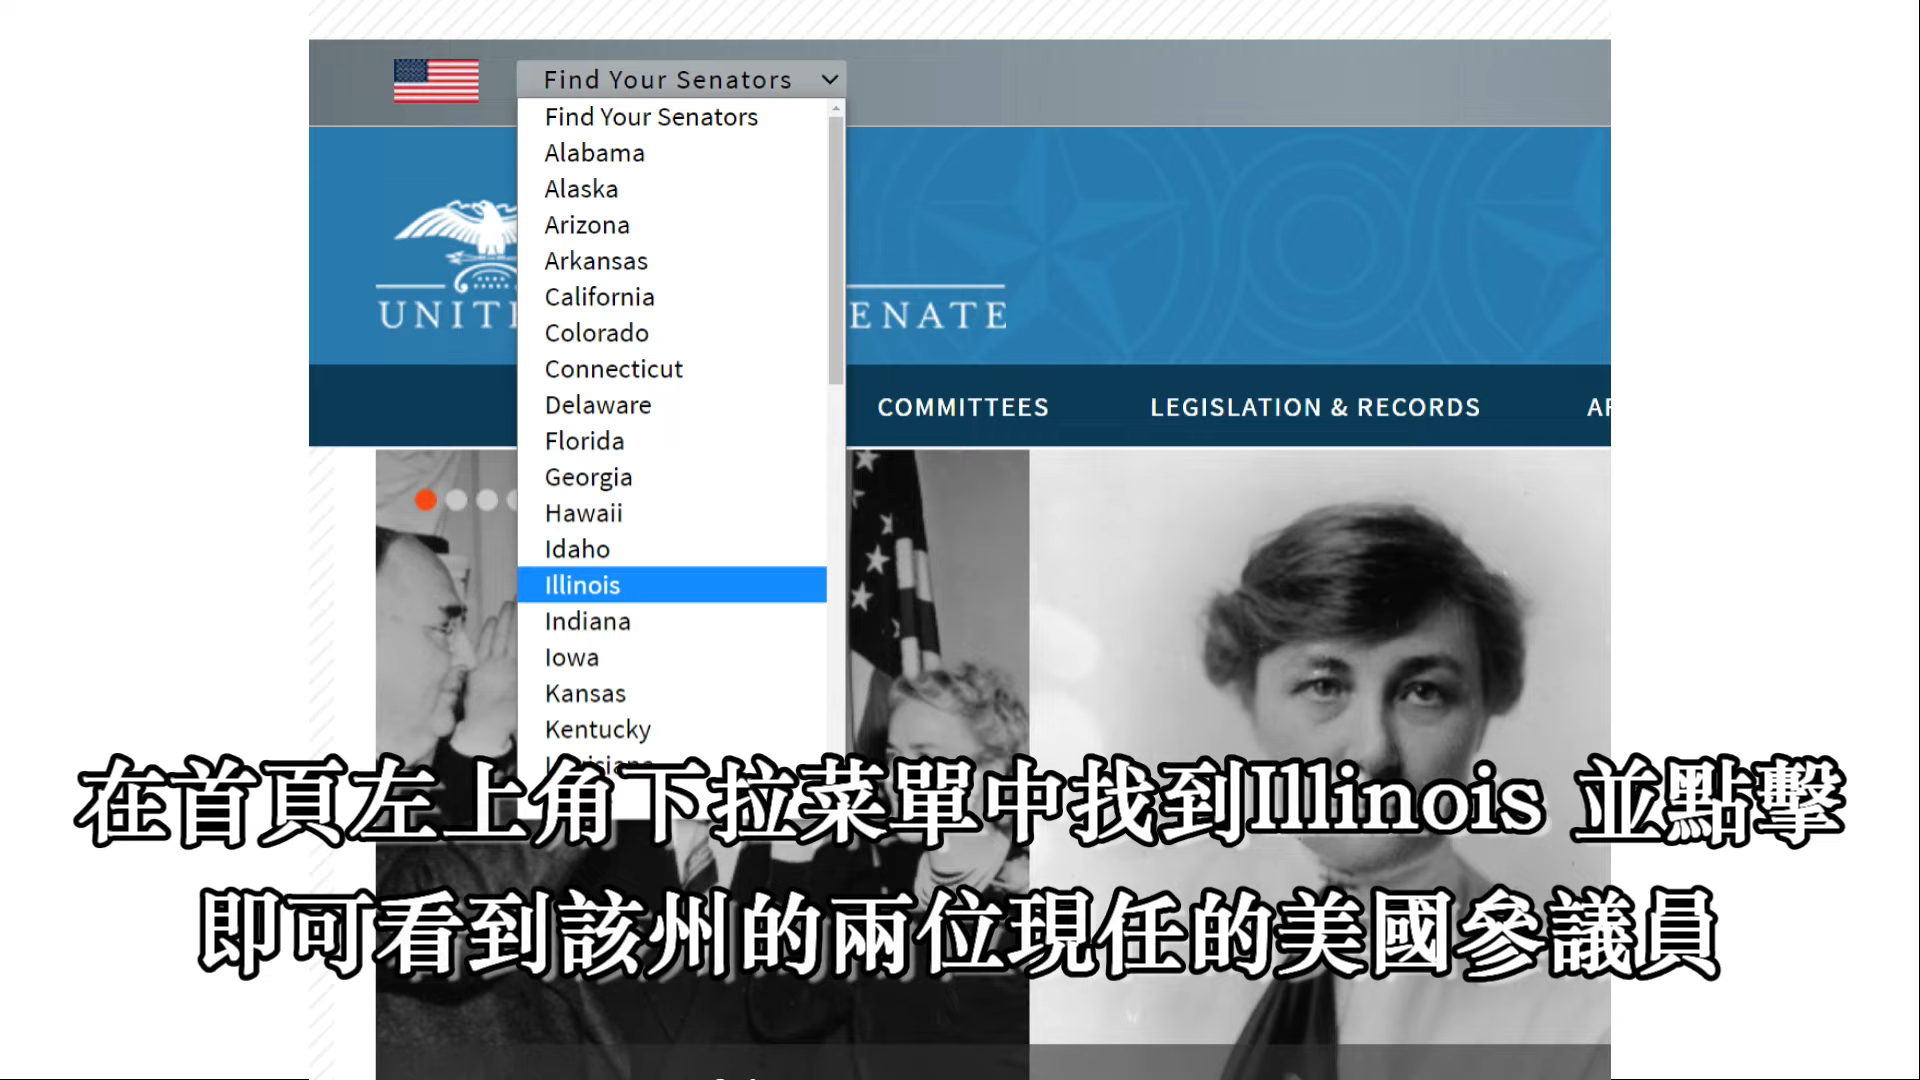 Find Your Senators
Find Your Senators
Alabama
Alaska
Arizona
Arkansas
California
Colorado
Connecticut
Delaware
Florida
Georgia
Hawaii
Idaho
Illinois
Indiana
Iowa
Kansas
Kentucky
Louisiana
COMMITTEES
LEGISLATION & RECORDS
在首頁左上角下拉菜單中找到Illinois 並點擊
即可看到該州的兩位現任的美國參議員